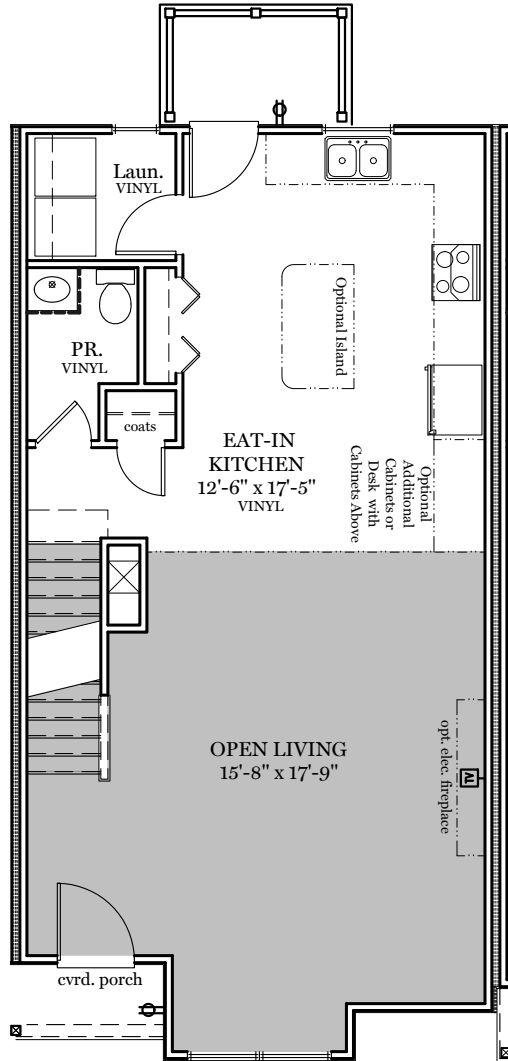 Laun.
VINYL
PR.
VINYL
coats
Optional Island
EAT-IN
KITCHEN
12'-6" x 17'-5"
VINYL
Optional
Additional
Cabinets or
Desk with
Cabinets Above
OPEN LIVING
15'-8" x 17'-9"
opt. elec. fireplace
TV
cvrd. porch